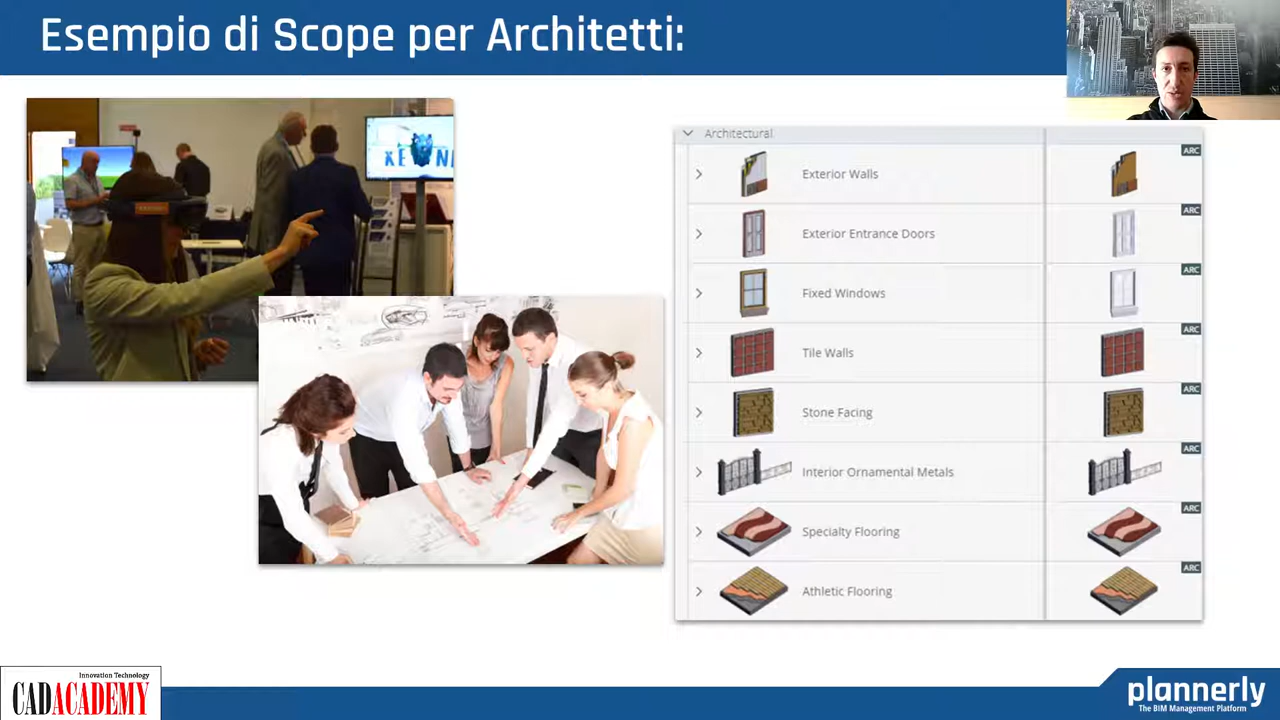 Esempio di Scope per Architetti:
Architectural
Exterior Walls
ARC
Exterior Entrance Doors
ARC
Fixed Windows
ARC
Tile Walls
ARC
Stone Facing
ARC
Interior Ornamental Metals
ARC
Specialty Flooring
ARC
Athletic Flooring
ARC
Innovation Technology
CADACADEMY
plannerly
The BIM Management Platform